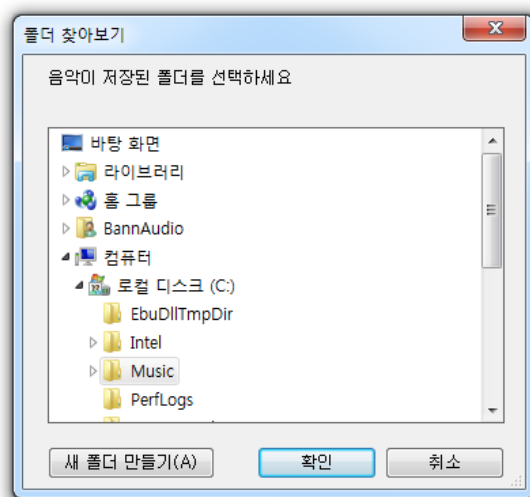 폴더 찾아보기
음악이 저장된 폴더를 선택하세요
바탕 화면
라이브러리
홈 그룹
BannAudio
컴퓨터
로컬 디스크 (C:)
EbuDllTmpDir
Intel
Music
PerfLogs
새 폴더 만들기(A)
확인
취소